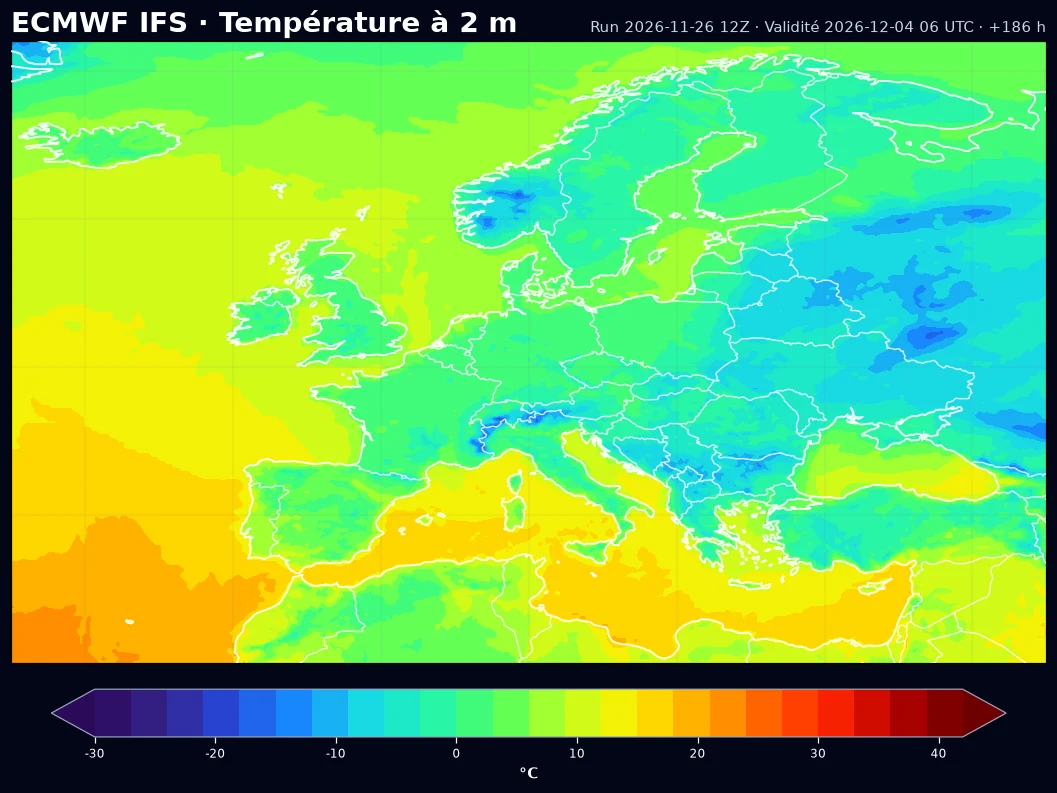 ECMWF IFS · Température à 2 m
Run 2026-11-26 12Z · Validité 2026-12-04 06 UTC · +186 h
-30 -20 -10 0 10 20 30 40
°C